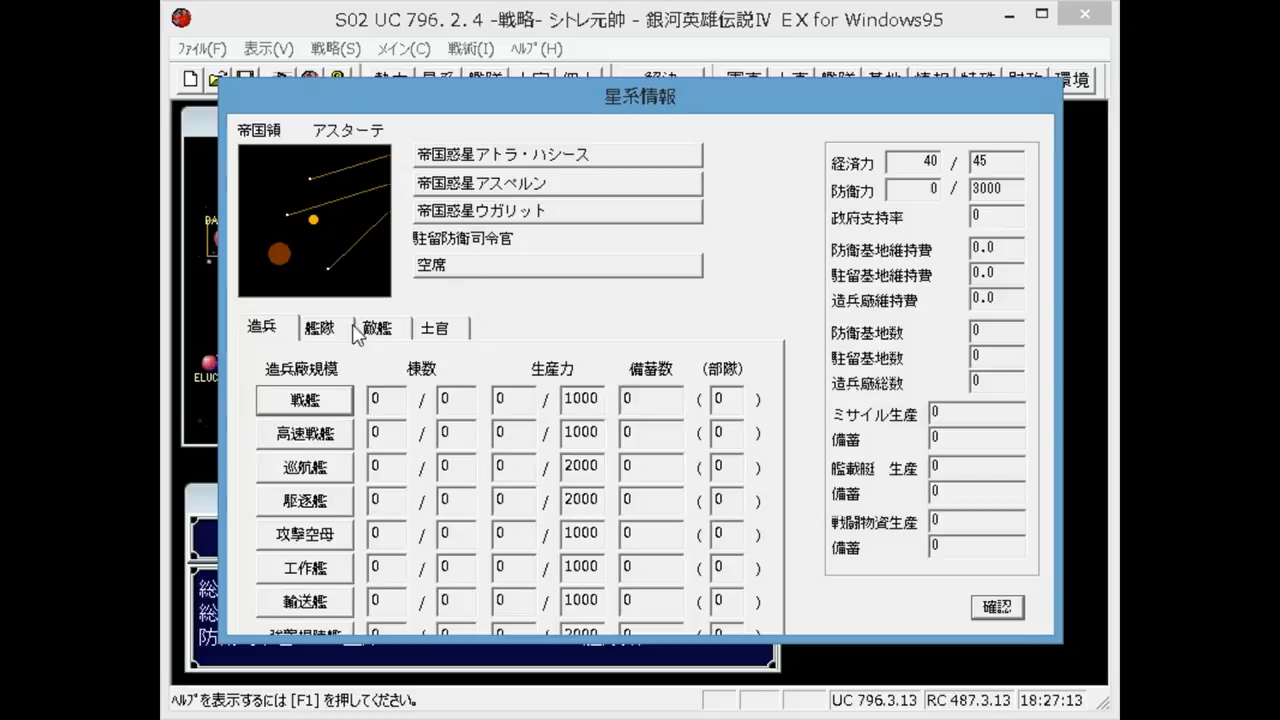 S02 UC 796. 2. 4 -戦略- シトレ元帥 - 銀河英雄伝説Ⅳ EX for Windows95
ﾌｧｲﾙ(F) 表示(V) 戦略(S) メイン(C) 戦術(I) ﾍﾙﾌﾟ(H)
環境
星系情報
帝国領 アスターテ
帝国惑星アトラ・ハシース
帝国惑星アスペルン
帝国惑星ウガリット
駐留防衛司令官
空席
経済力 40 / 45
防衛力 0 / 3000
政府支持率 0
防衛基地維持費 0.0
駐留基地維持費 0.0
造兵廠維持費 0.0
防衛基地数 0
駐留基地数 0
造兵廠総数 0
ミサイル生産 0
備蓄 0
艦載艇 生産 0
備蓄 0
戦闘物資生産 0
備蓄 0
確認
造兵 艦隊 敵艦 士官
造兵廠規模 棟数 生産力 備蓄数 (部隊)
戦艦 0 / 0 0 / 1000 0 ( 0 )
高速戦艦 0 / 0 0 / 1000 0 ( 0 )
巡航艦 0 / 0 0 / 2000 0 ( 0 )
駆逐艦 0 / 0 0 / 2000 0 ( 0 )
攻撃空母 0 / 0 0 / 1000 0 ( 0 )
工作艦 0 / 0 0 / 1000 0 ( 0 )
輸送艦 0 / 0 0 / 1000 0 ( 0 )
ELUC
総
総
防
ﾍﾙﾌﾟを表示するには [F1] を押してください。
UC 796.3.13 RC 487.3.13 18:27:13